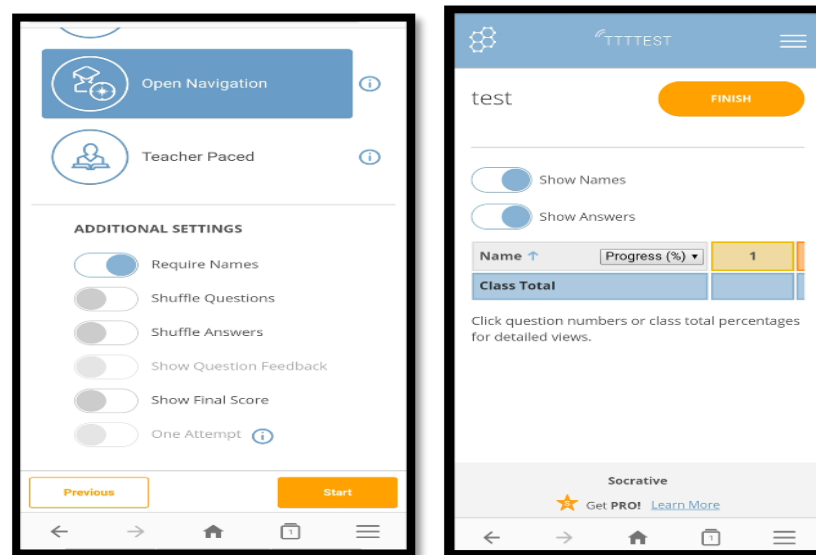 Open Navigation
Teacher Paced
ADDITIONAL SETTINGS
Require Names
Shuffle Questions
Shuffle Answers
Show Question Feedback
Show Final Score
One Attempt
Previous
Start
1
TTTTEST
test
FINISH
Show Names
Show Answers
Name ↑ Progress (%) ▾ 1
Class Total
Click question numbers or class total percentages
for detailed views.
Socrative
Get PRO! Learn More
1